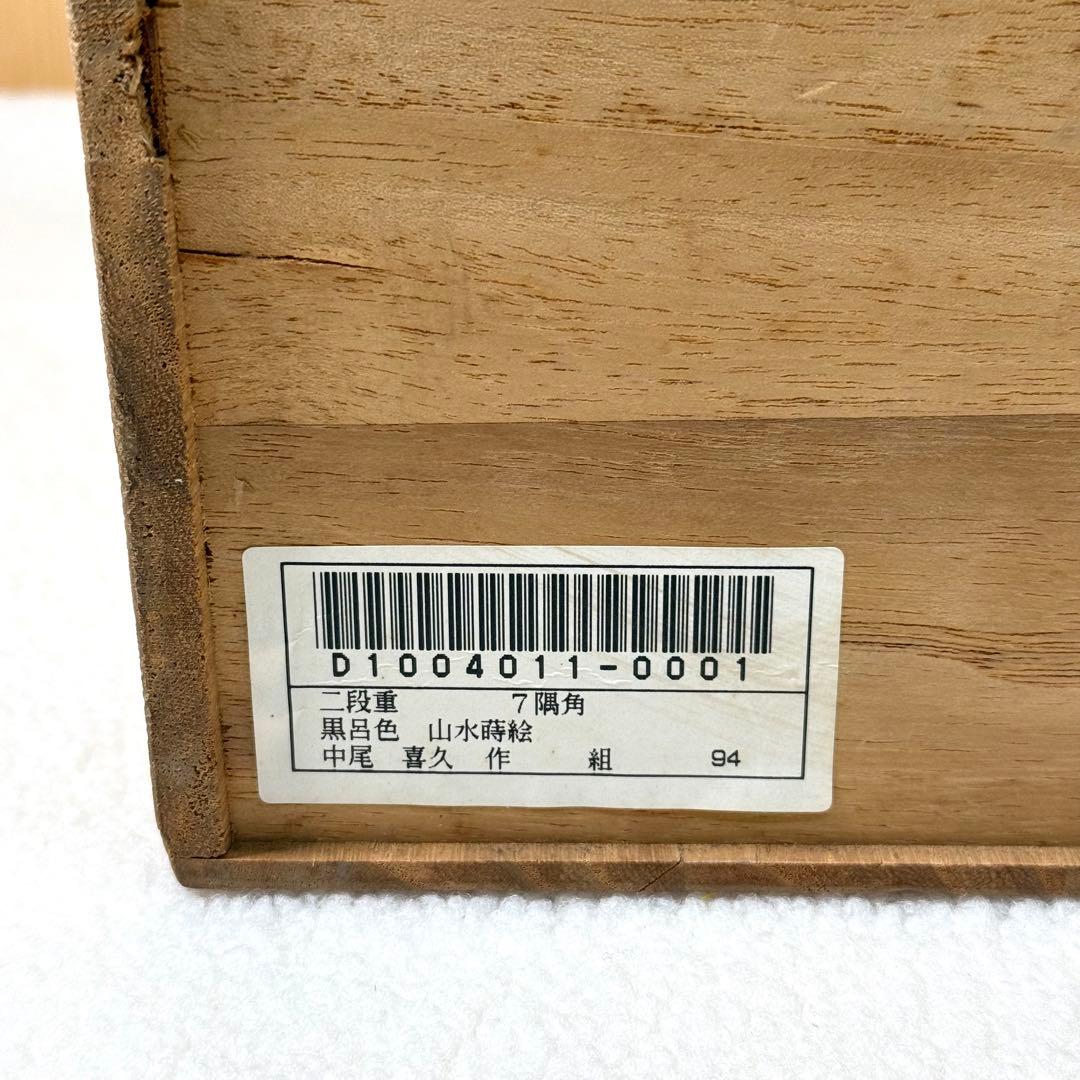 D1004011-0001
二段重 7隅角
黒呂色 山水蒔絵
中尾 喜久 作 組 94